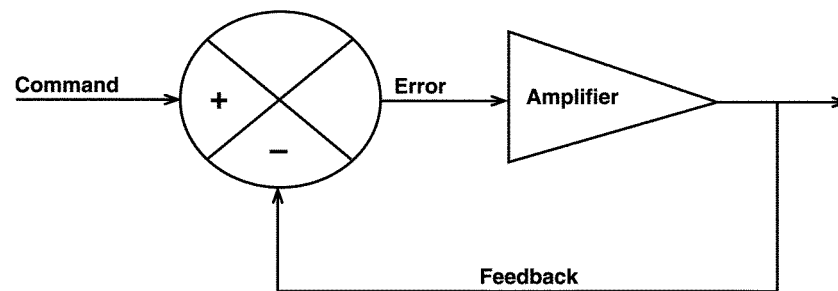 Command
+
−
Error
Amplifier
Feedback